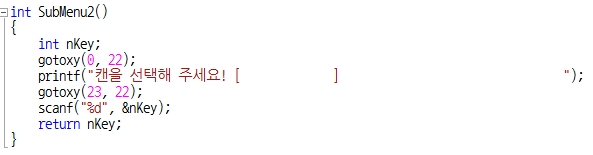 int SubMenu2()
{
    int nKey;
    gotoxy(0, 22);
    printf("캔을 선택해 주세요! [            ]                              ");
    gotoxy(23, 22);
    scanf("%d", &nKey);
    return nKey;
}